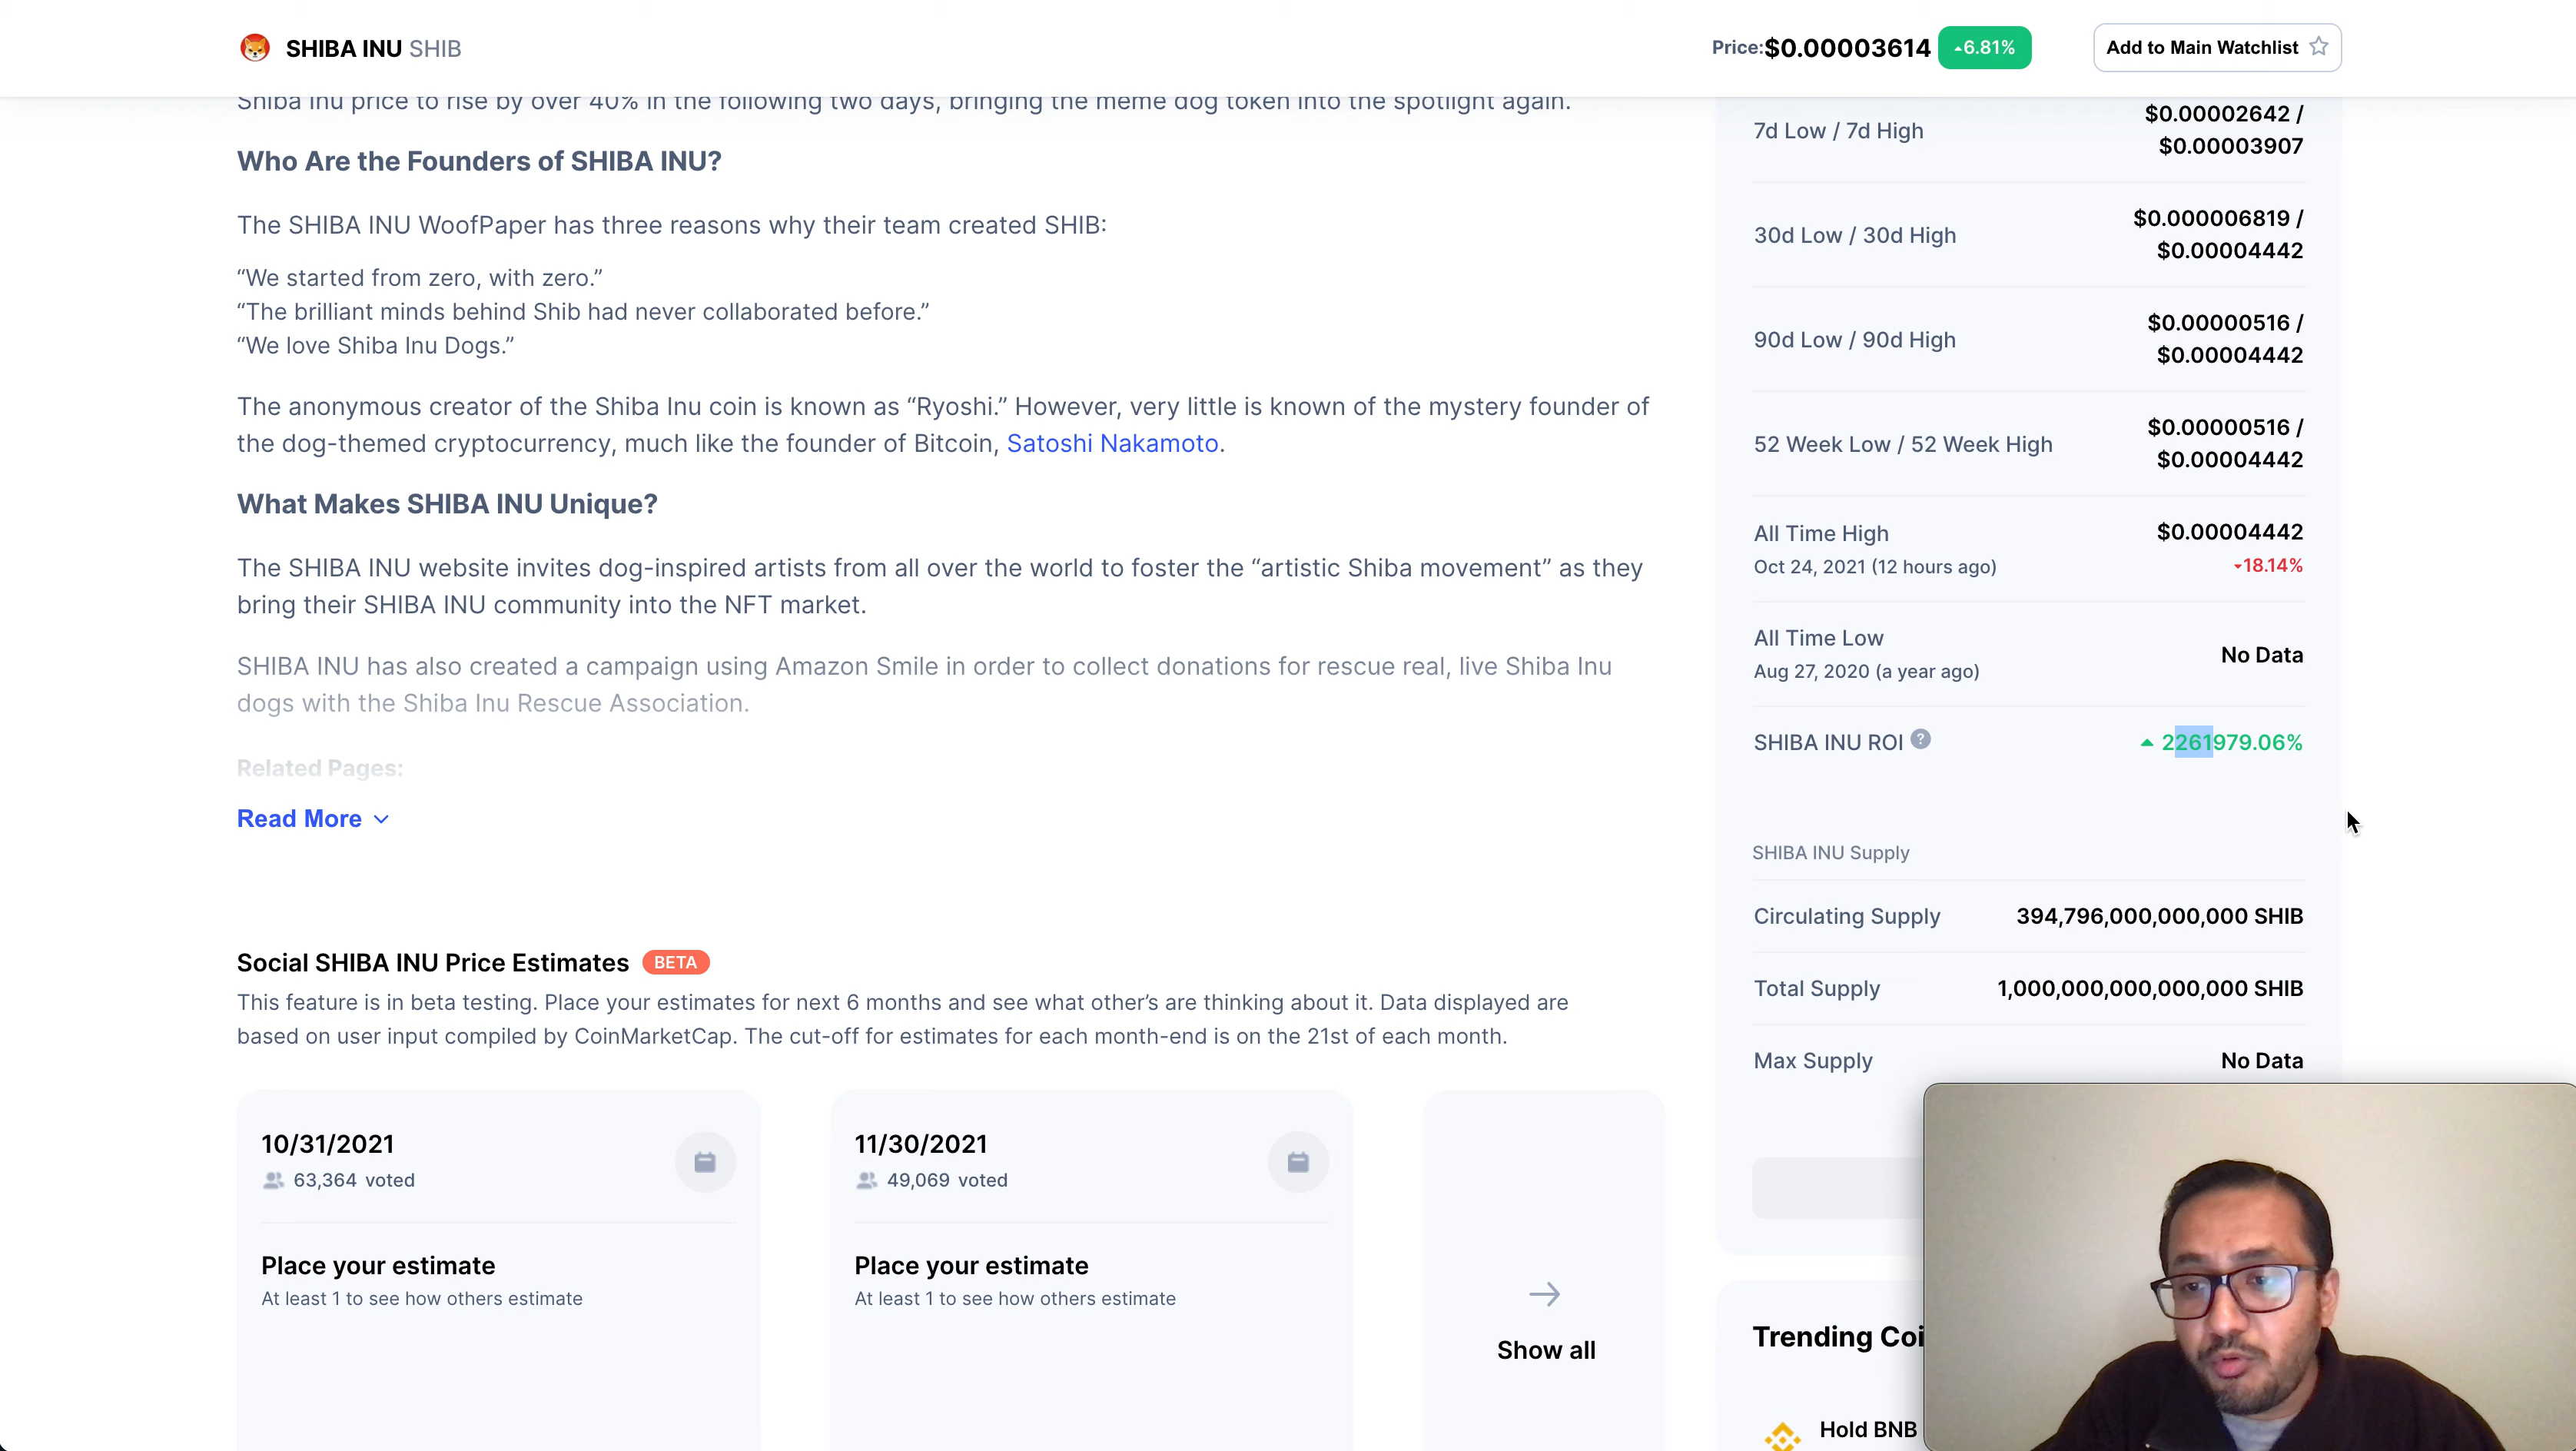 SHIBA INU SHIB
Price:$0.00003614 6.81%
Add to Main Watchlist
Shiba Inu price to rise by over 40% in the following two days, bringing the meme dog token into the spotlight again.
Who Are the Founders of SHIBA INU?
The SHIBA INU WoofPaper has three reasons why their team created SHIB:
“We started from zero, with zero.”
“The brilliant minds behind Shib had never collaborated before.”
“We love Shiba Inu Dogs.”
The anonymous creator of the Shiba Inu coin is known as “Ryoshi.” However, very little is known of the mystery founder of
the dog-themed cryptocurrency, much like the founder of Bitcoin, Satoshi Nakamoto.
What Makes SHIBA INU Unique?
The SHIBA INU website invites dog-inspired artists from all over the world to foster the “artistic Shiba movement” as they
bring their SHIBA INU community into the NFT market.
SHIBA INU has also created a campaign using Amazon Smile in order to collect donations for rescue real, live Shiba Inu
dogs with the Shiba Inu Rescue Association.
Related Pages:
Read More
Social SHIBA INU Price Estimates BETA
This feature is in beta testing. Place your estimates for next 6 months and see what other’s are thinking about it. Data displayed are
based on user input compiled by CoinMarketCap. The cut-off for estimates for each month-end is on the 21st of each month.
10/31/2021
63,364 voted
Place your estimate
At least 1 to see how others estimate
11/30/2021
49,069 voted
Place your estimate
At least 1 to see how others estimate
Show all
7d Low / 7d High
$0.00002642 /
$0.00003907
30d Low / 30d High
$0.000006819 /
$0.00004442
90d Low / 90d High
$0.00000516 /
$0.00004442
52 Week Low / 52 Week High
$0.00000516 /
$0.00004442
All Time High
$0.00004442
Oct 24, 2021 (12 hours ago)
18.14%
All Time Low
Aug 27, 2020 (a year ago)
No Data
SHIBA INU ROI ?
2261979.06%
SHIBA INU Supply
Circulating Supply 394,796,000,000,000 SHIB
Total Supply 1,000,000,000,000,000 SHIB
Max Supply No Data
Trending Coi
Hold BNB